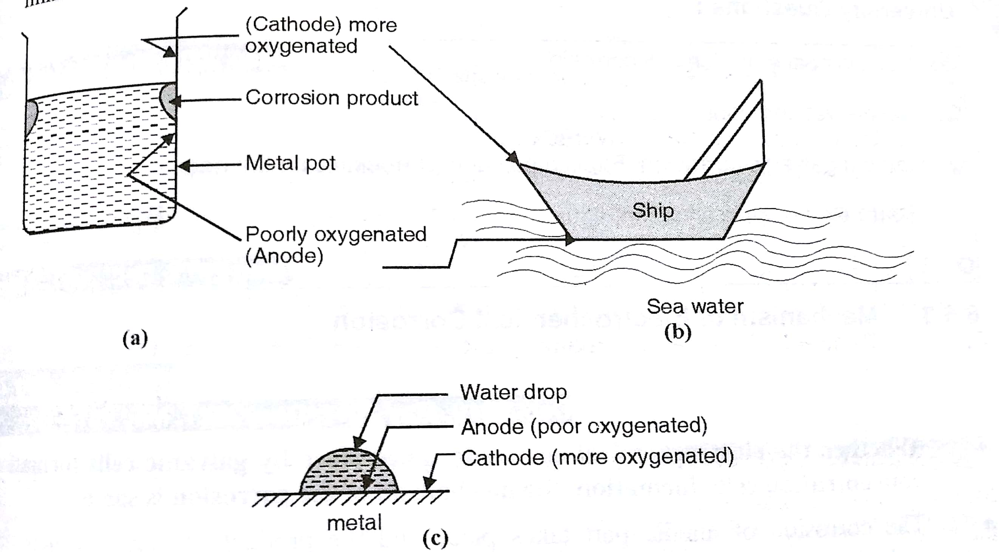 (Cathode) more
oxygenated
Corrosion product
Metal pot
Poorly oxygenated
(Anode)
Ship
Sea water
(a)
(b)
Water drop
Anode (poor oxygenated)
Cathode (more oxygenated)
metal
(c)